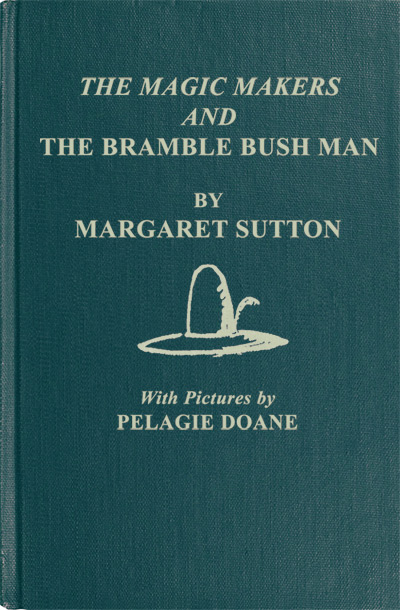 THE MAGIC MAKERS
AND
THE BRAMBLE BUSH MAN
BY
MARGARET SUTTON
With Pictures by
PELAGIE DOANE